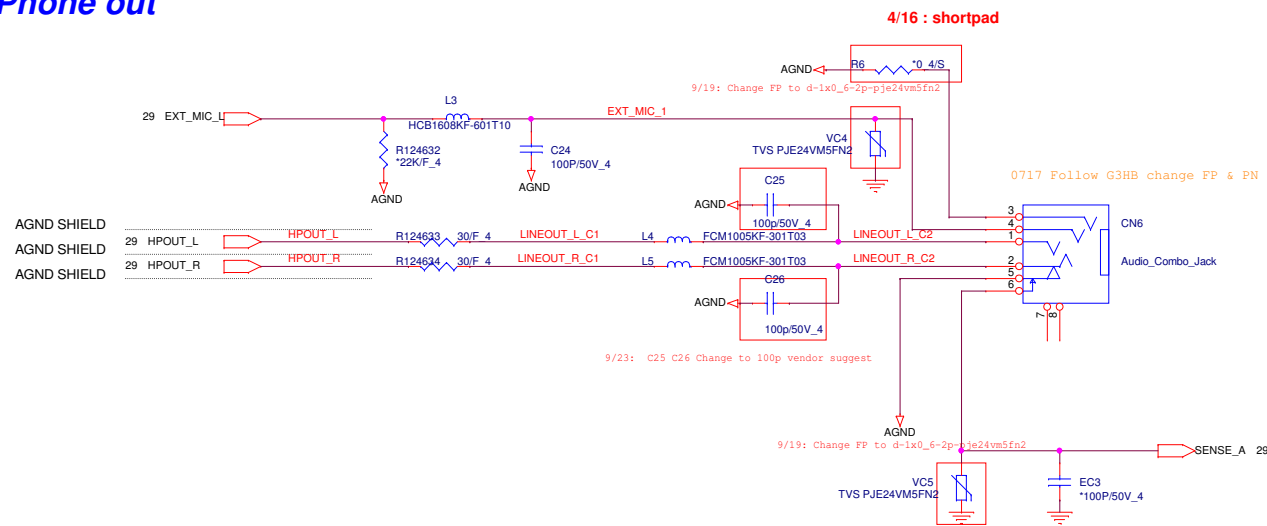 Phone out
4/16 : shortpad
AGND
R6
*0_4/S
9/19: Change FP to d-1x0_6-2p-pje24vm5fn2
29 EXT_MIC_L
L3
HCB1608KF-601T10
EXT_MIC_1
R124632
*22K/F_4
AGND
C24
100P/50V_4
AGND
VC4
TVS PJE24VM5FN2
0717 Follow G3HB change FP & PN
C25
AGND
100p/50V_4
AGND SHIELD
29 HPOUT_L
HPOUT_L
R124633
30/F_4
LINEOUT_L_C1
L4
FCM1005KF-301T03
LINEOUT_L_C2
AGND SHIELD
29 HPOUT_R
HPOUT_R
R124634
30/F_4
LINEOUT_R_C1
L5
FCM1005KF-301T03
LINEOUT_R_C2
AGND SHIELD
3
4
1
2
5
6
7
8
CN6
Audio_Combo_Jack
C26
AGND
100p/50V_4
9/23: C25 C26 Change to 100p vendor suggest
AGND
9/19: Change FP to d-1x0_6-2p-pje24vm5fn2
SENSE_A 29
VC5
TVS PJE24VM5FN2
EC3
*100P/50V_4